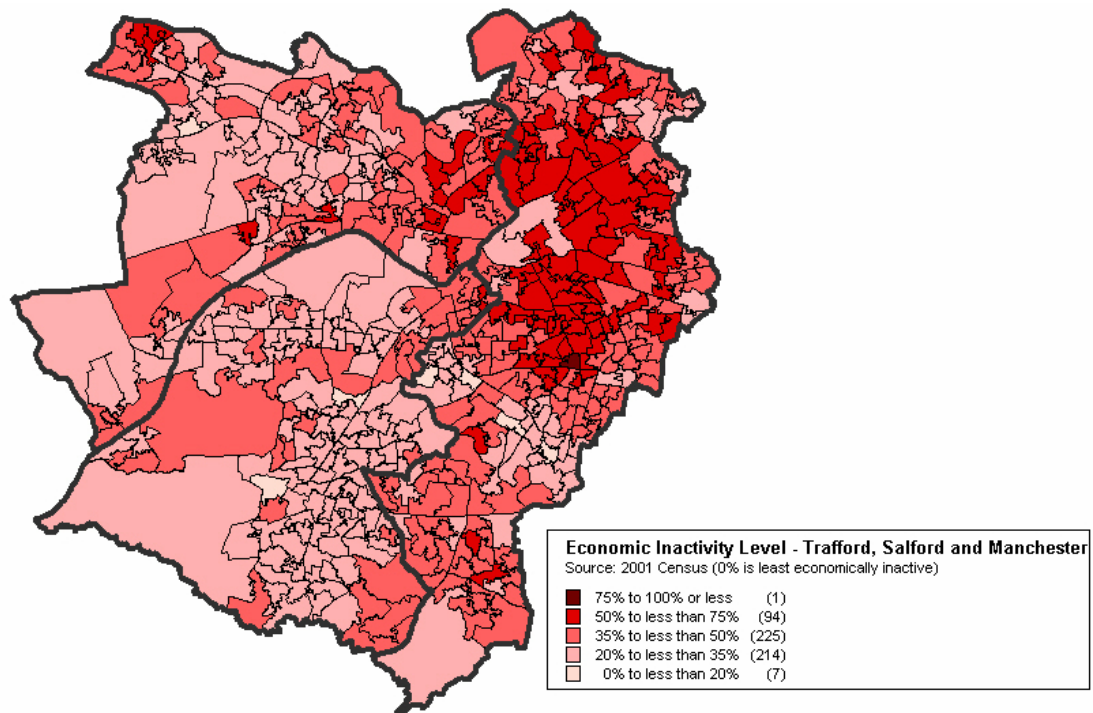 Economic Inactivity Level - Trafford, Salford and Manchester
Source: 2001 Census (0% is least economically inactive)
75% to 100% or less (1)
50% to less than 75% (94)
35% to less than 50% (225)
20% to less than 35% (214)
0% to less than 20% (7)